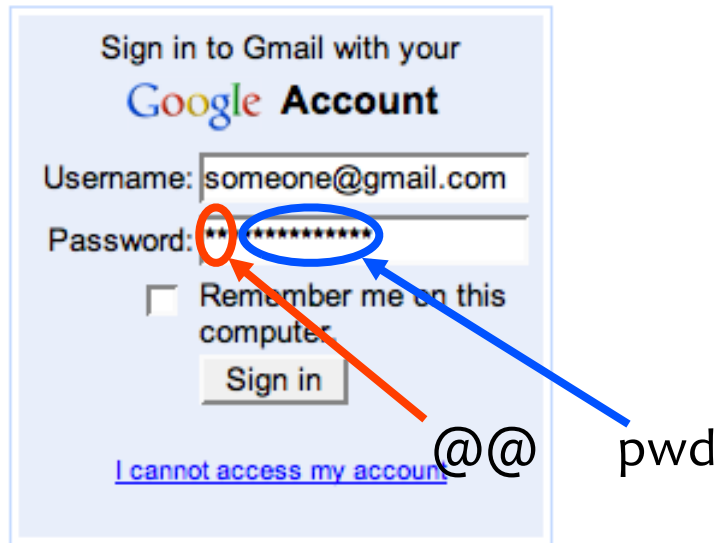 Sign in to Gmail with your
Google Account
Username: someone@gmail.com
Password: **************
Remember me on this
computer.
Sign in
I cannot access my account
@@ pwd